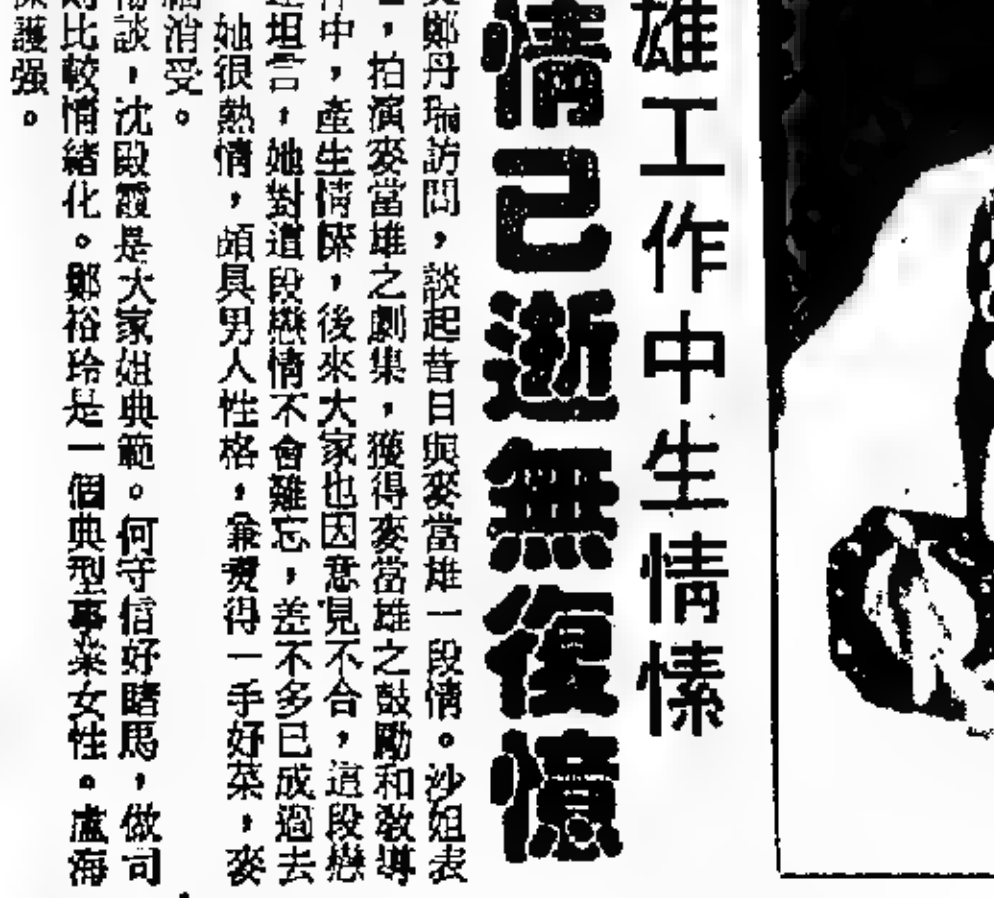 雄工作中生情愫
情已逝無復憶
鄭丹瑞訪問，談起昔日與麥當雄一段情。沙姐表
，拍演麥當雄之劇集，獲得麥當雄之鼓勵和敎導
作中，產生情愫，後來大家也因意見不合，這段戀
坦言，她對這段戀情不會難忘，差不多已成過去
她很熱情，頗具男人性格，兼煑得一手好菜，麥
消受。
談，沈殿霞是大家姐典範。何守信好賭馬，做司
則比較情緒化。鄭裕玲是一個典型事業女性。盧海
護强。